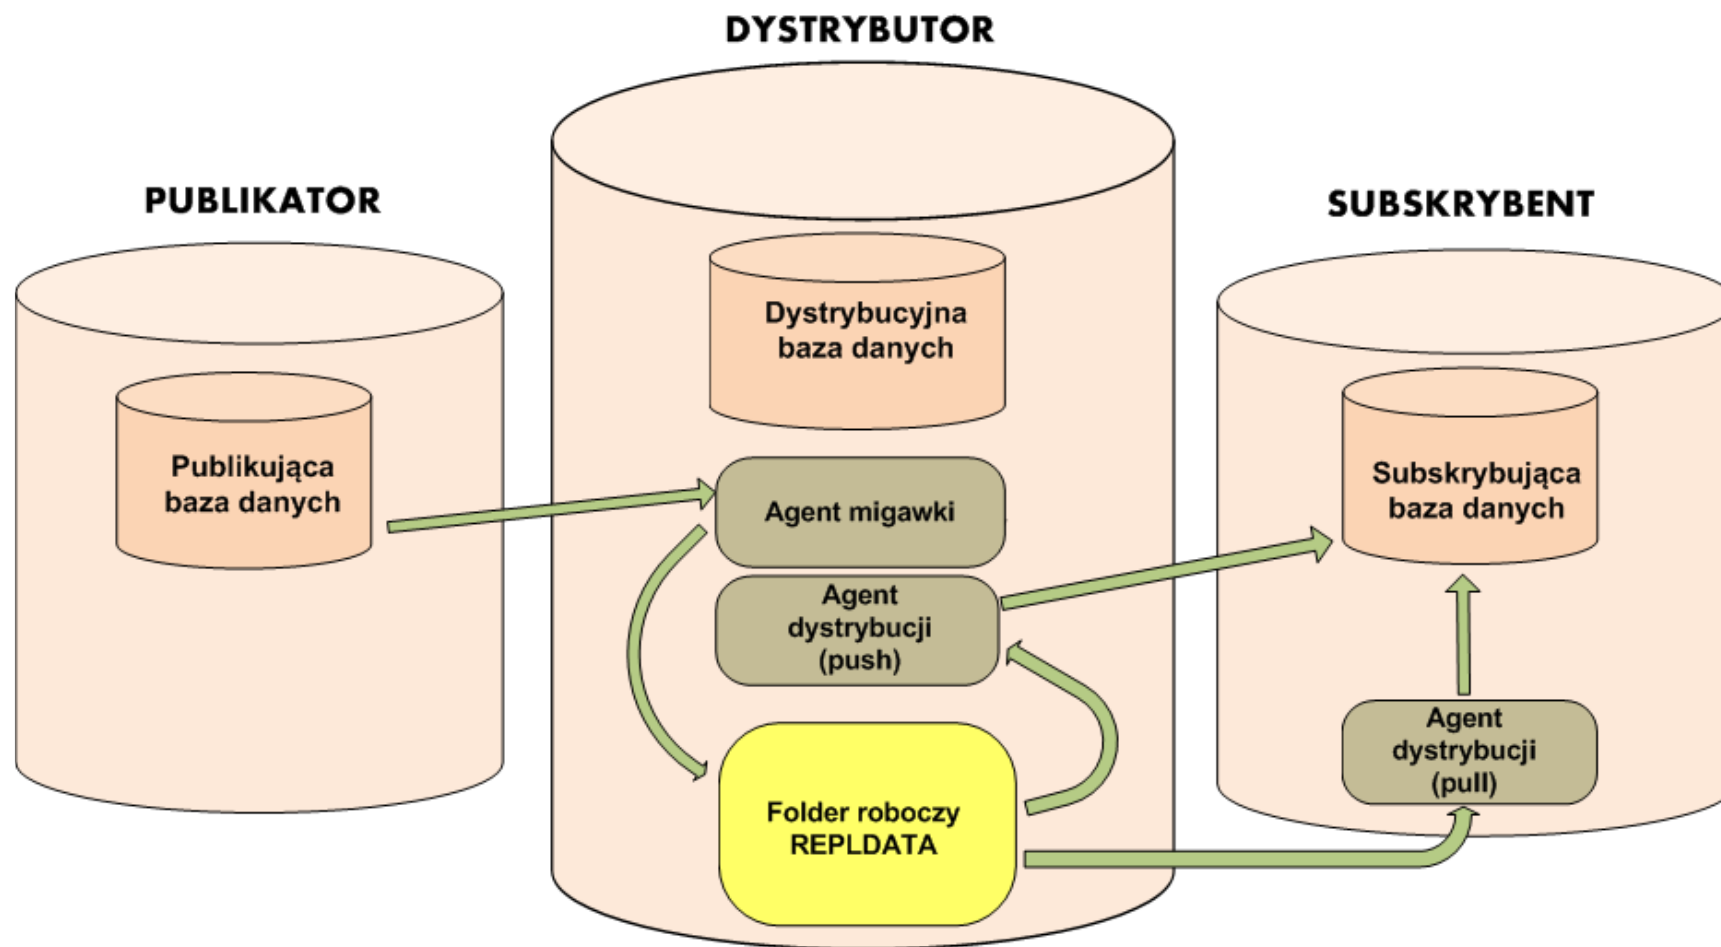 DYSTRYBUTOR
PUBLIKATOR
SUBSKRYBENT
Dystrybucyjna
baza danych
Publikująca
baza danych
Subskrybująca
baza danych
Agent migawki
Agent
dystrybucji
(push)
Agent
dystrybucji
(pull)
Folder roboczy
REPLDATA